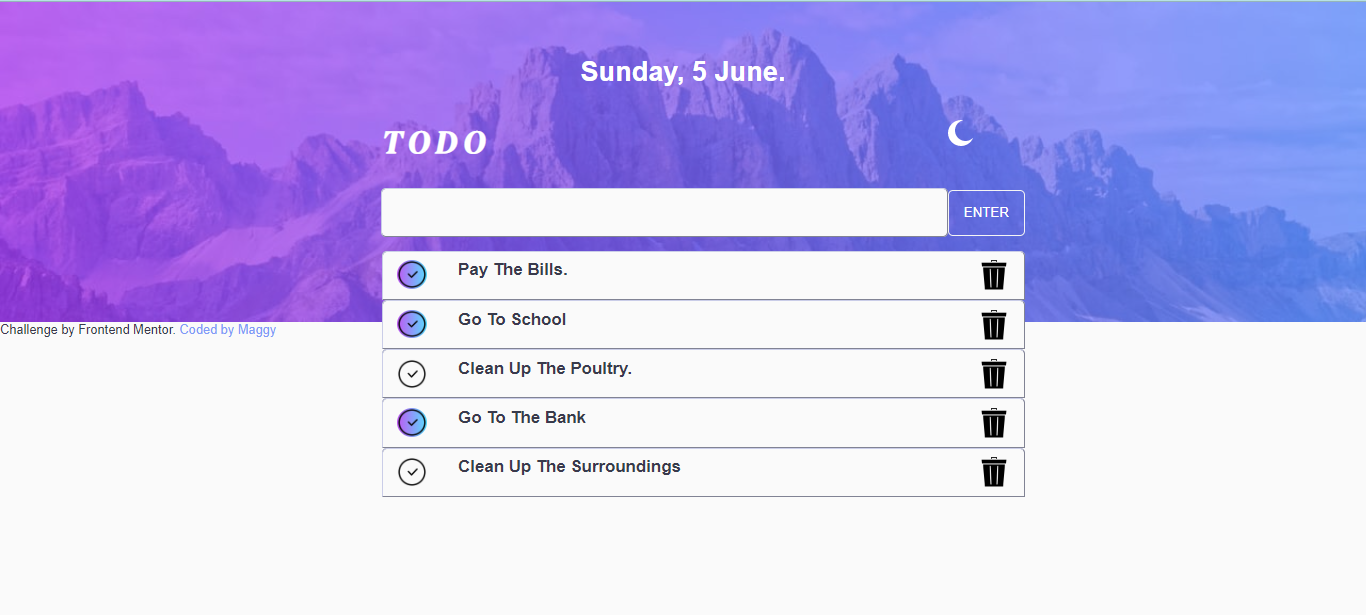 Sunday, 5 June.
TODO
ENTER
Pay The Bills.
Go To School
Challenge by Frontend Mentor. Coded by Maggy
Clean Up The Poultry.
Go To The Bank
Clean Up The Surroundings